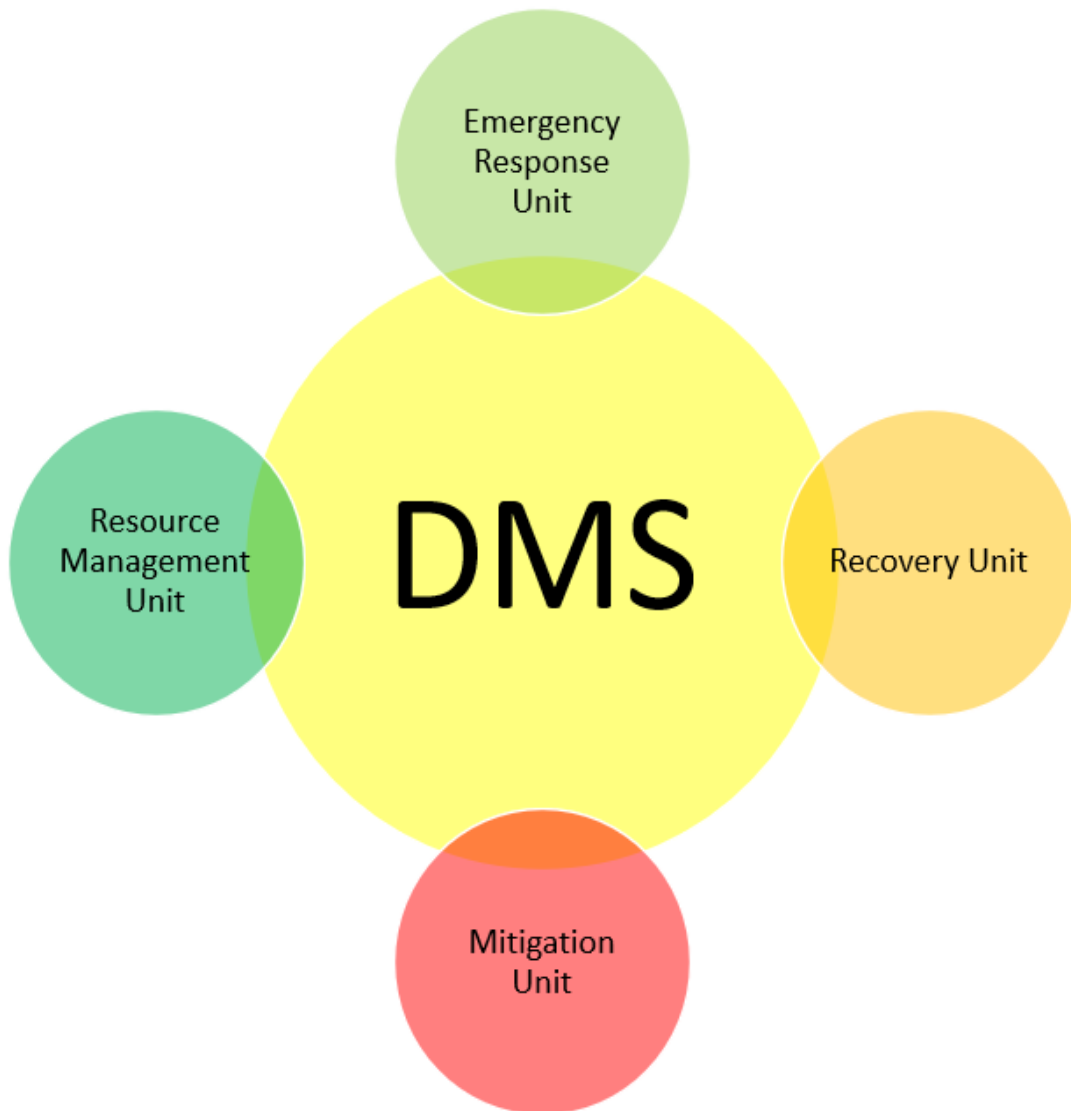 Emergency
Response
Unit
Resource
Management
Unit
DMS
Recovery Unit
Mitigation
Unit